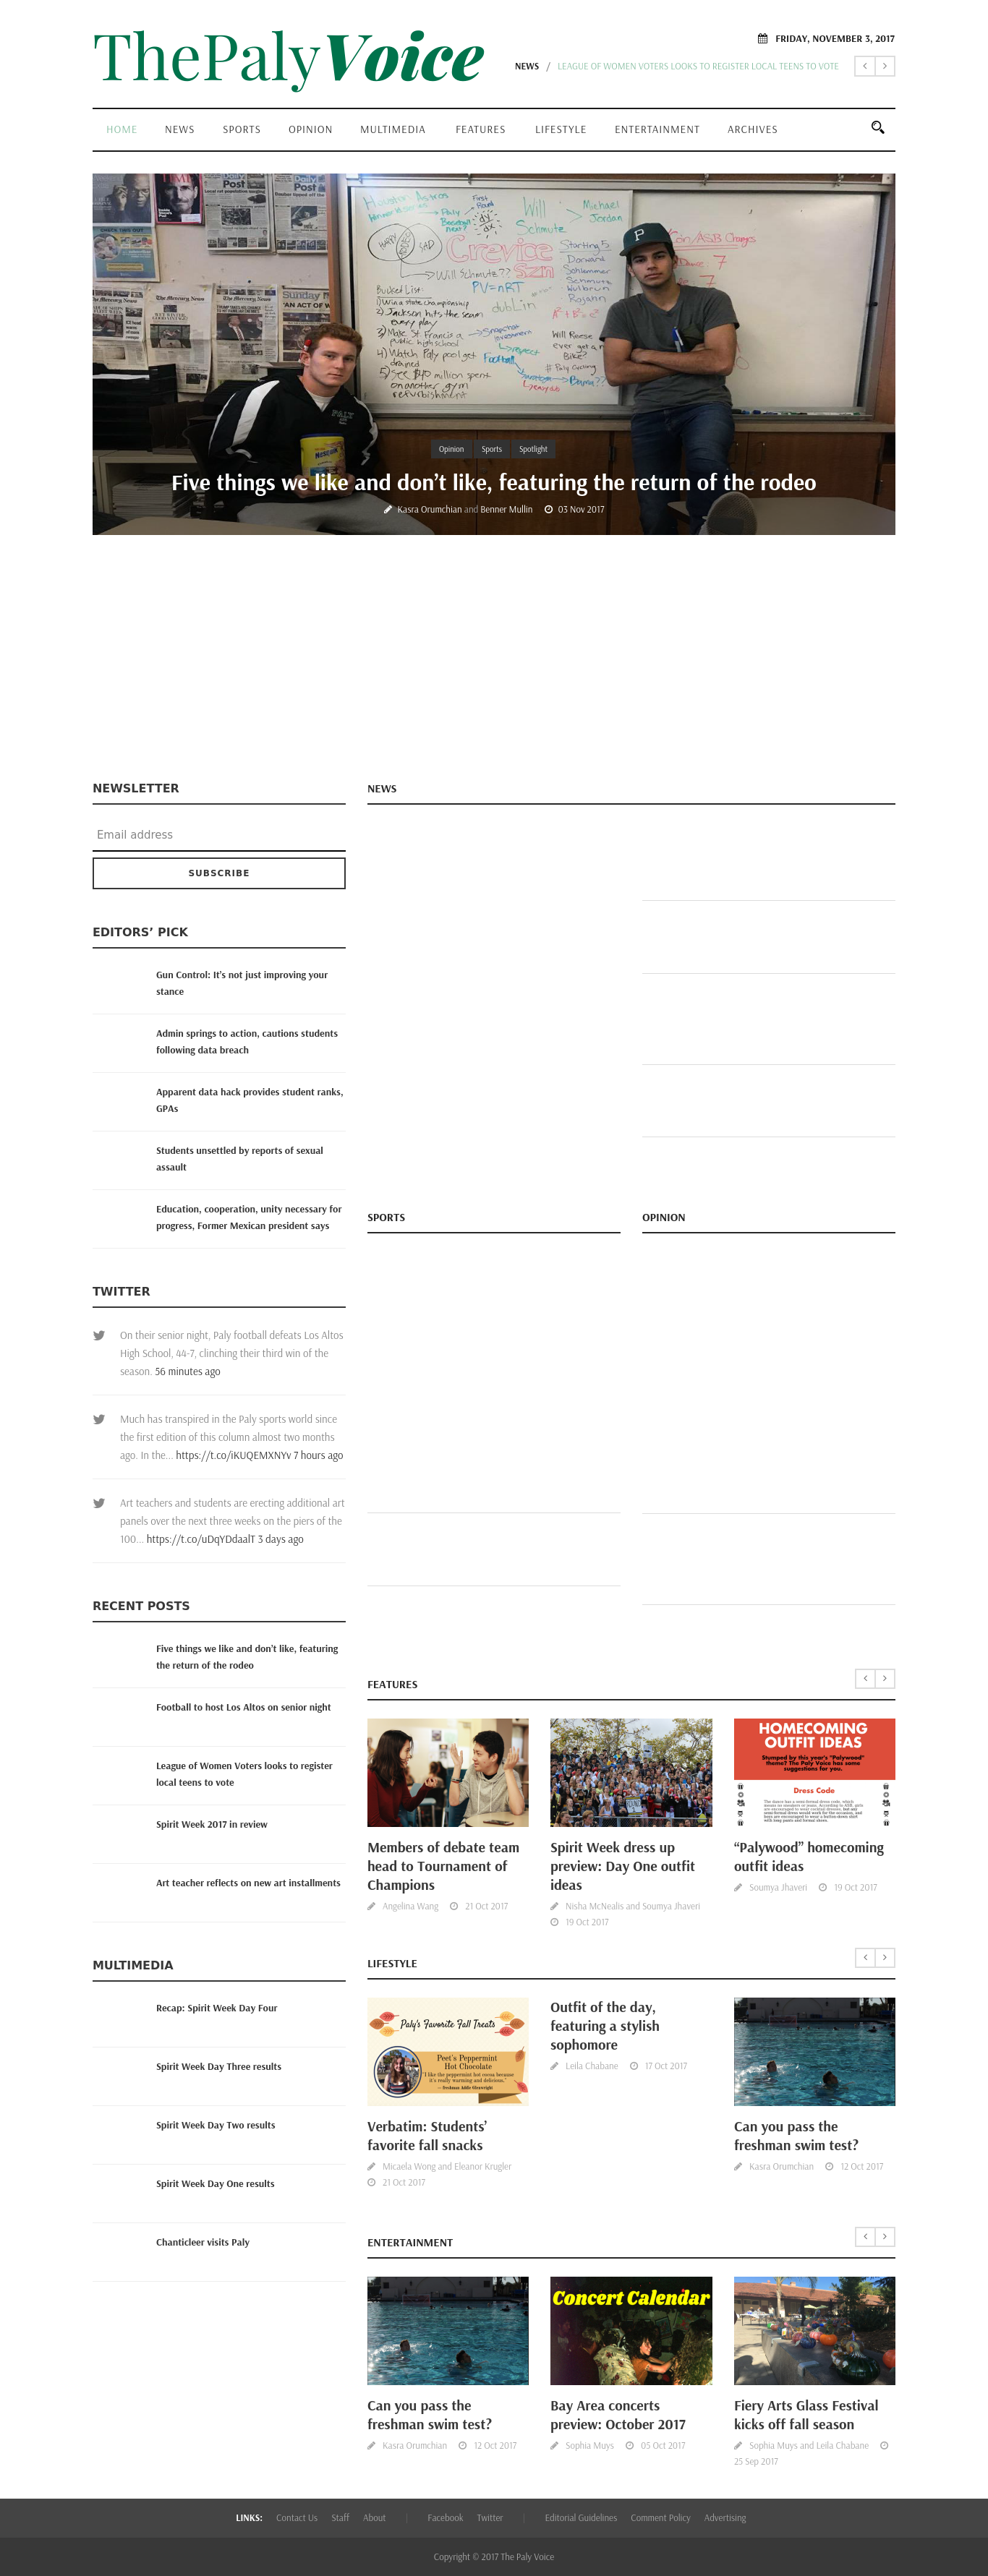 ThePalyVoice
FRIDAY, NOVEMBER 3, 2017
NEWS / LEAGUE OF WOMEN VOTERS LOOKS TO REGISTER LOCAL TEENS TO VOTE
HOME NEWS SPORTS OPINION MULTIMEDIA FEATURES LIFESTYLE ENTERTAINMENT ARCHIVES
Opinion Sports Spotlight
Five things we like and don’t like, featuring the return of the rodeo
Kasra Orumchian and Benner Mullin 03 Nov 2017
NEWSLETTER
Email address
SUBSCRIBE
EDITORS’ PICK
Gun Control: It’s not just improving your
stance
Admin springs to action, cautions students
following data breach
Apparent data hack provides student ranks,
GPAs
Students unsettled by reports of sexual
assault
Education, cooperation, unity necessary for
progress, Former Mexican president says
TWITTER
On their senior night, Paly football defeats Los Altos
High School, 44-7, clinching their third win of the
season. 56 minutes ago
Much has transpired in the Paly sports world since
the first edition of this column almost two months
ago. In the... https://t.co/iKUQEMXNYv 7 hours ago
Art teachers and students are erecting additional art
panels over the next three weeks on the piers of the
100... https://t.co/uDqYDdaalT 3 days ago
RECENT POSTS
Five things we like and don’t like, featuring
the return of the rodeo
Football to host Los Altos on senior night
League of Women Voters looks to register
local teens to vote
Spirit Week 2017 in review
Art teacher reflects on new art installments
MULTIMEDIA
Recap: Spirit Week Day Four
Spirit Week Day Three results
Spirit Week Day Two results
Spirit Week Day One results
Chanticleer visits Paly
NEWS
SPORTS
OPINION
FEATURES
HOMECOMING
OUTFIT IDEAS
Stumped by this year's "Palywood"
theme? The Paly Voice has some
suggestions for you.
Dress Code
Members of debate team
head to Tournament of
Champions
Angelina Wang 21 Oct 2017
Spirit Week dress up
preview: Day One outfit
ideas
Nisha McNealis and Soumya Jhaveri
19 Oct 2017
“Palywood” homecoming
outfit ideas
Soumya Jhaveri 19 Oct 2017
LIFESTYLE
Paly's Favorite Fall Treats
Peet's Peppermint
Hot Chocolate
"I like the peppermint hot cocoa because
it's really warming and delicious."
Verbatim: Students’
favorite fall snacks
Micaela Wong and Eleanor Krugler
21 Oct 2017
Outfit of the day,
featuring a stylish
sophomore
Leila Chabane 17 Oct 2017
Can you pass the
freshman swim test?
Kasra Orumchian 12 Oct 2017
ENTERTAINMENT
Concert Calendar
Can you pass the
freshman swim test?
Kasra Orumchian 12 Oct 2017
Bay Area concerts
preview: October 2017
Sophia Muys 05 Oct 2017
Fiery Arts Glass Festival
kicks off fall season
Sophia Muys and Leila Chabane
25 Sep 2017
LINKS: Contact Us Staff About | Facebook Twitter | Editorial Guidelines Comment Policy Advertising
Copyright © 2017 The Paly Voice